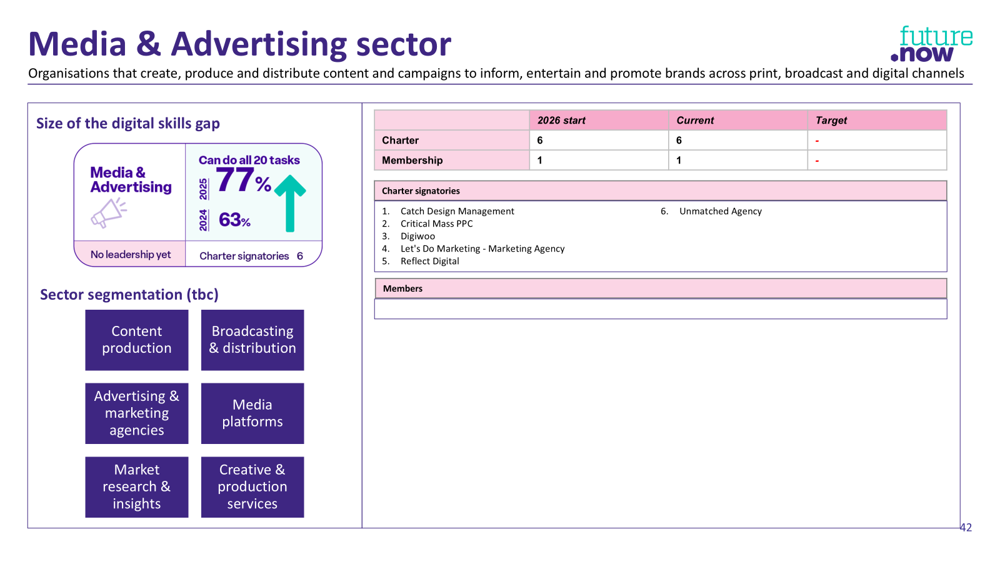 Media & Advertising sector
future
.now
Organisations that create, produce and distribute content and campaigns to inform, entertain and promote brands across print, broadcast and digital channels
Size of the digital skills gap
Media &
Advertising
Can do all 20 tasks
2025
77%
2024
63%
No leadership yet
Charter signatories 6
Sector segmentation (tbc)
Content
production
Broadcasting
& distribution
Advertising &
marketing
agencies
Media
platforms
Market
research &
insights
Creative &
production
services
2026 start Current Target
Charter 6 6 -
Membership 1 1 -
Charter signatories
1. Catch Design Management
2. Critical Mass PPC
3. Digiwoo
4. Let's Do Marketing - Marketing Agency
5. Reflect Digital
6. Unmatched Agency
Members
42